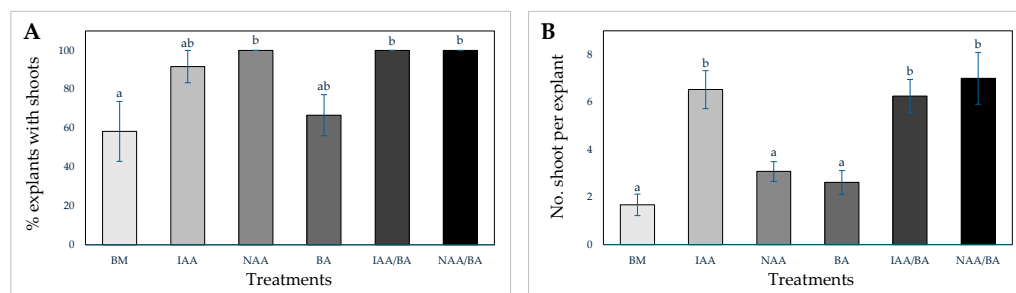 A
% explants with shoots
100
80
60
40
20
0
a
ab
b
ab
b
b
BM IAA NAA BA IAA/BA NAA/BA
Treatments
B
No. shoot per explant
8
6
4
2
0
a
b
a
a
b
b
BM IAA NAA BA IAA/BA NAA/BA
Treatments